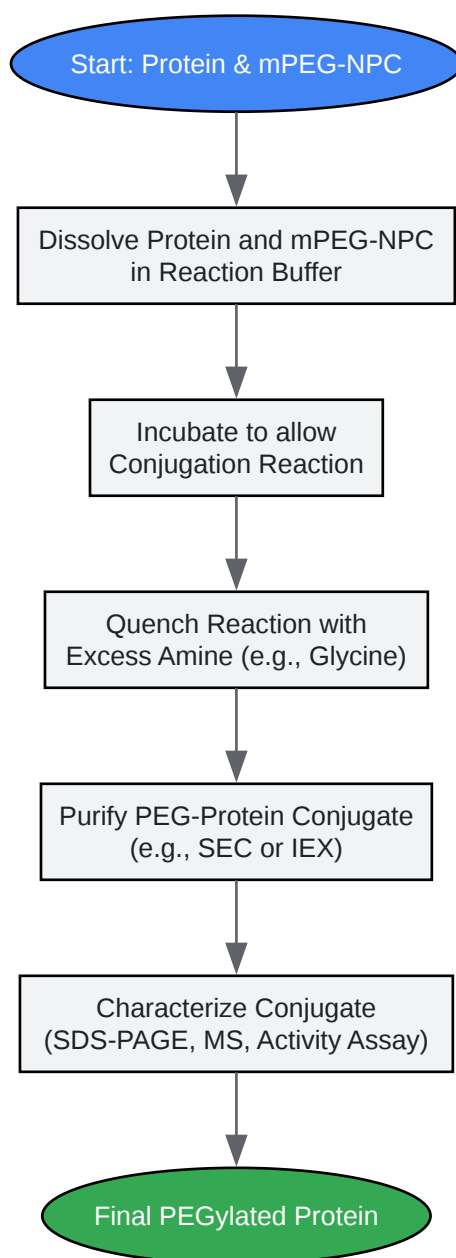 Start: Protein & mPEG-NPC
Dissolve Protein and mPEG-NPC
in Reaction Buffer
Incubate to allow
Conjugation Reaction
Quench Reaction with
Excess Amine (e.g., Glycine)
Purify PEG-Protein Conjugate
(e.g., SEC or IEX)
Characterize Conjugate
(SDS-PAGE, MS, Activity Assay)
Final PEGylated Protein